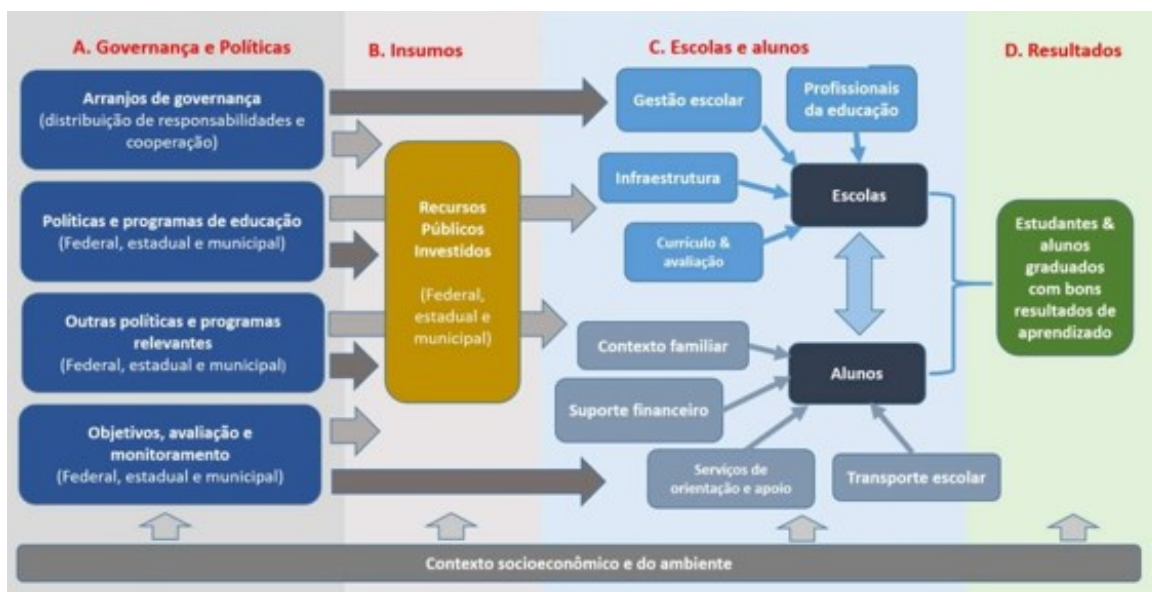 A. Governança e Políticas
B. Insumos
C. Escolas e alunos
D. Resultados
Arranjos de governança
(distribuição de responsabilidades e
cooperação)
Políticas e programas de educação
(Federal, estadual e municipal)
Outras políticas e programas
relevantes
(Federal, estadual e municipal)
Objetivos, avaliação e
monitoramento
(Federal, estadual e municipal)
Recursos
Públicos
Investidos
(Federal,
estadual e
municipal)
Gestão escolar
Profissionais
da educação
Infraestrutura
Escolas
Currículo &
avaliação
Contexto familiar
Alunos
Suporte financeiro
Serviços de
orientação e apoio
Transporte escolar
Estudantes &
alunos
graduados
com bons
resultados de
aprendizado
Contexto socioeconômico e do ambiente